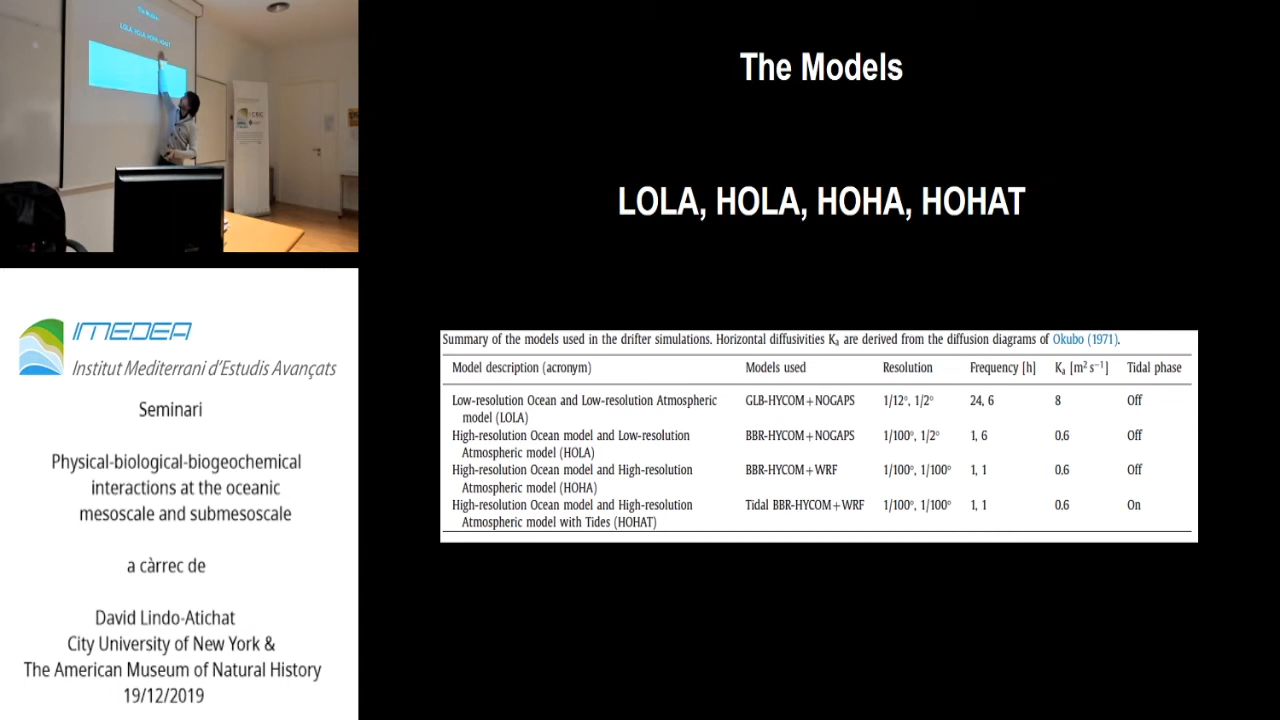 The Models
LOLA, HOLA, HOHA, HOHAT
Summary of the models used in the drifter simulations. Horizontal diffusivities Ka are derived from the diffusion diagrams of Okubo (1971).
Model description (acronym) Models used Resolution Frequency [h] Ka [m² s⁻¹] Tidal phase
Low-resolution Ocean and Low-resolution Atmospheric GLB-HYCOM+NOGAPS 1/12°, 1/2° 24, 6 8 Off
model (LOLA)
High-resolution Ocean model and Low-resolution BBR-HYCOM+NOGAPS 1/100°, 1/2° 1, 6 0.6 Off
Atmospheric model (HOLA)
High-resolution Ocean model and High-resolution BBR-HYCOM+WRF 1/100°, 1/100° 1, 1 0.6 Off
Atmospheric model (HOHA)
High-resolution Ocean model and High-resolution Tidal BBR-HYCOM+WRF 1/100°, 1/100° 1, 1 0.6 On
Atmospheric model with Tides (HOHAT)
IMEDEA
Institut Mediterrani d'Estudis Avançats
Seminari
Physical-biological-biogeochemical
interactions at the oceanic
mesoscale and submesoscale
a càrrec de
David Lindo-Atichat
City University of New York &
The American Museum of Natural History
19/12/2019